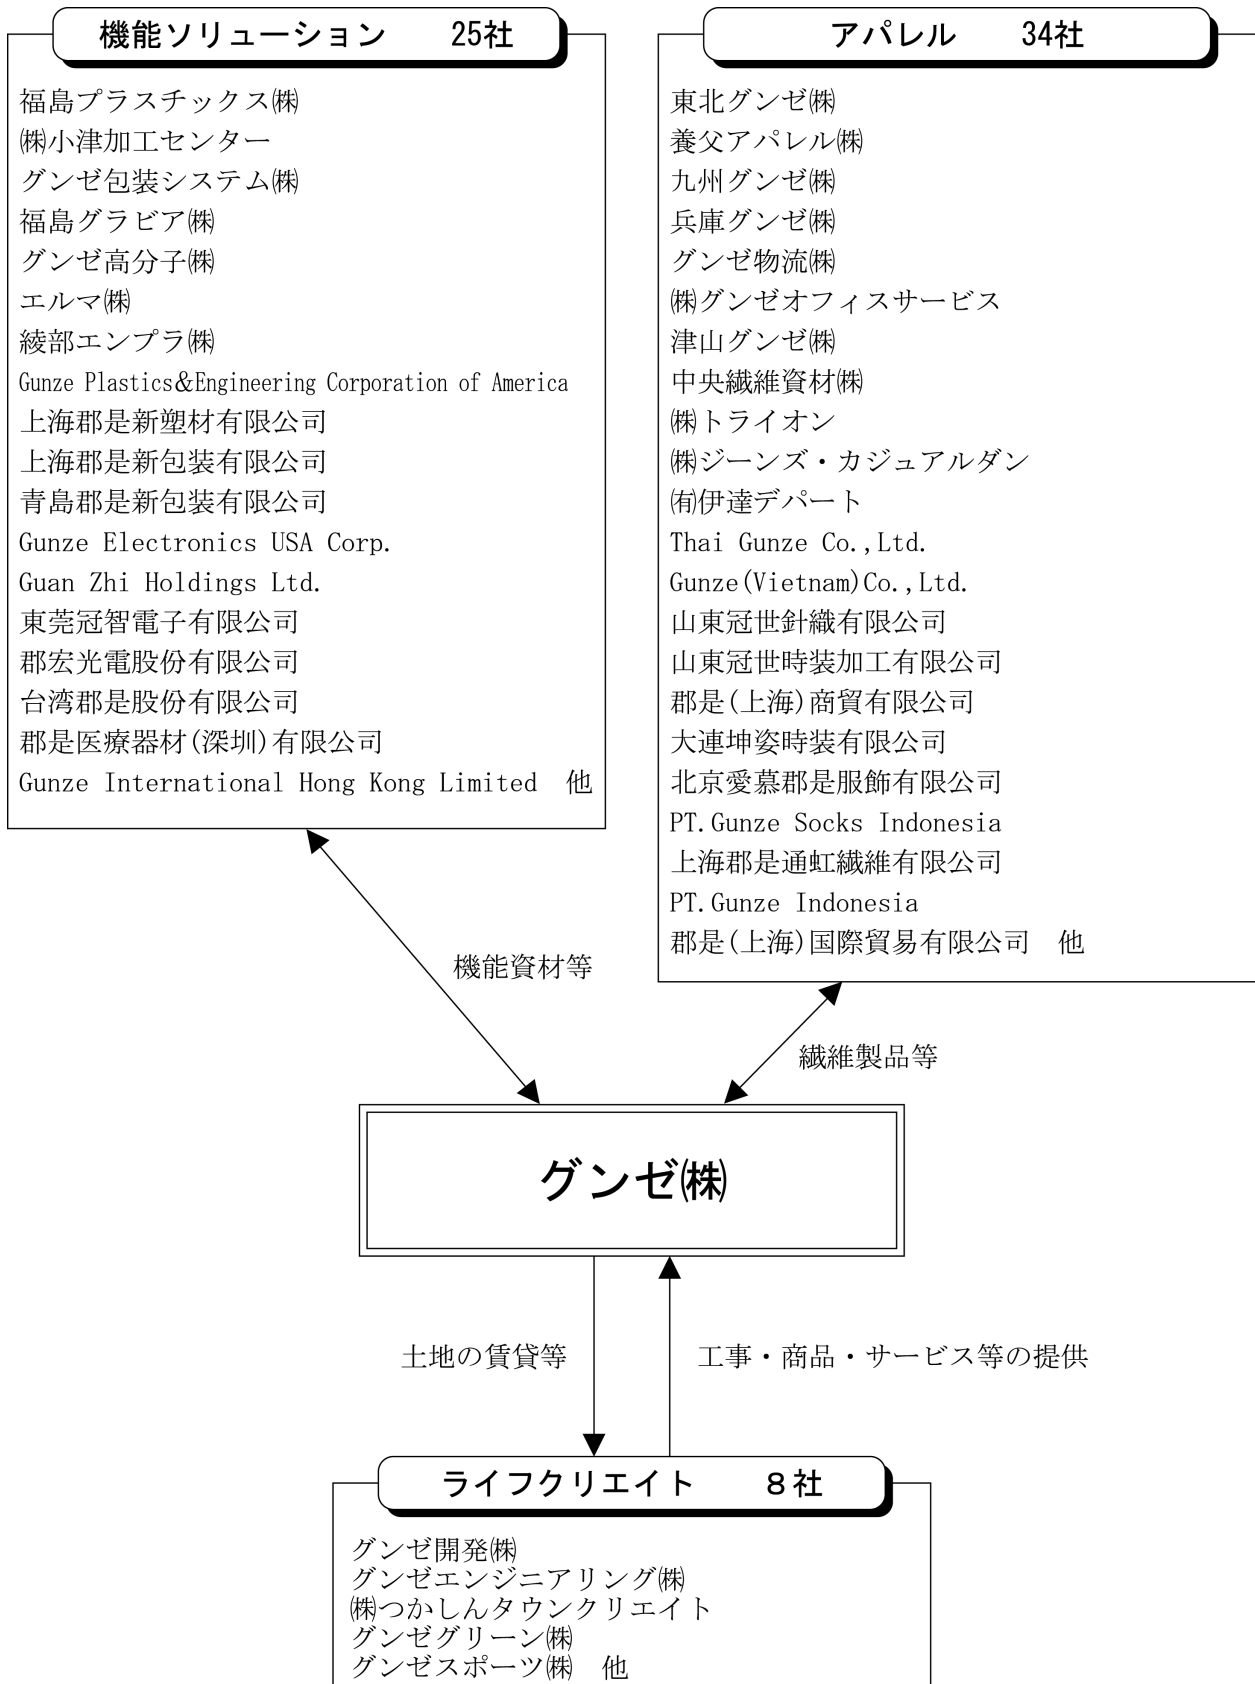 機能ソリューション　　25社
福島プラスチックス㈱
㈱小津加工センター
グンゼ包装システム㈱
福島グラビア㈱
グンゼ高分子㈱
エルマ㈱
綾部エンプラ㈱
Gunze Plastics&Engineering Corporation of America
上海郡是新塑材有限公司
上海郡是新包装有限公司
青島郡是新包装有限公司
Gunze Electronics USA Corp.
Guan Zhi Holdings Ltd.
東莞冠智電子有限公司
郡宏光電股份有限公司
台湾郡是股份有限公司
郡是医療器材(深圳)有限公司
Gunze International Hong Kong Limited　他
アパレル　　34社
東北グンゼ㈱
養父アパレル㈱
九州グンゼ㈱
兵庫グンゼ㈱
グンゼ物流㈱
㈱グンゼオフィスサービス
津山グンゼ㈱
中央繊維資材㈱
㈱トライオン
㈱ジーンズ・カジュアルダン
㈲伊達デパート
Thai Gunze Co.,Ltd.
Gunze(Vietnam)Co.,Ltd.
山東冠世針織有限公司
山東冠世時装加工有限公司
郡是(上海)商貿有限公司
大連坤姿時装有限公司
北京愛慕郡是服飾有限公司
PT.Gunze Socks Indonesia
上海郡是通虹繊維有限公司
PT.Gunze Indonesia
郡是(上海)国際貿易有限公司　他
機能資材等
繊維製品等
グンゼ㈱
土地の賃貸等
工事・商品・サービス等の提供
ライフクリエイト　　８社
グンゼ開発㈱
グンゼエンジニアリング㈱
㈱つかしんタウンクリエイト
グンゼグリーン㈱
グンゼスポーツ㈱　他